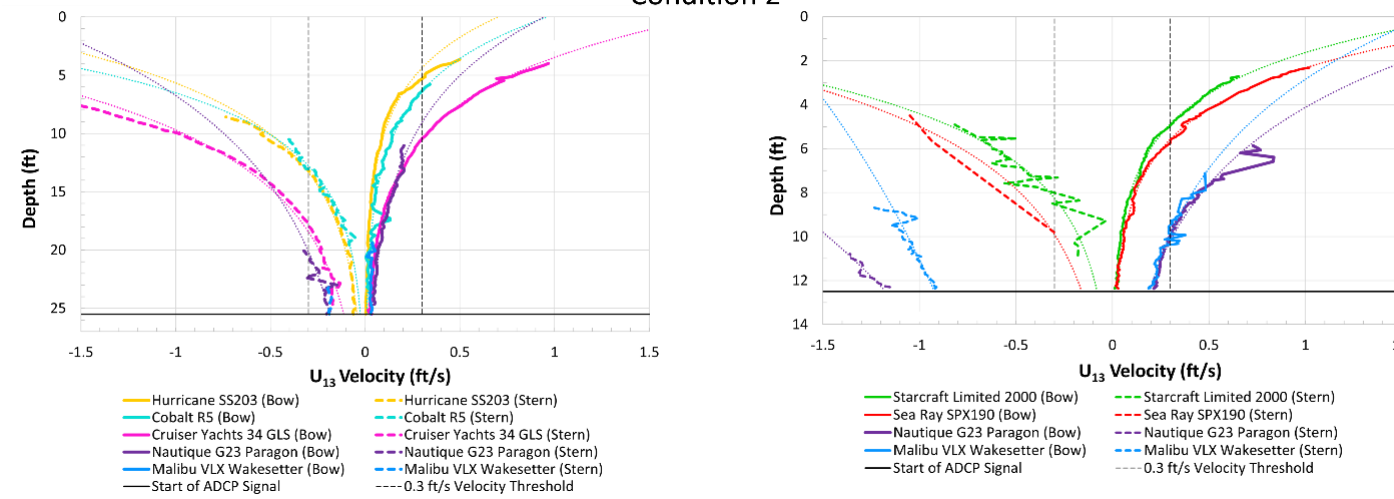 Condition 2
0
5
10
15
20
25
Depth (ft)
-1.5 -1 -0.5 0 0.5 1 1.5
U13 Velocity (ft/s)
Hurricane SS203 (Bow) Hurricane SS203 (Stern)
Cobalt R5 (Bow) Cobalt R5 (Stern)
Cruiser Yachts 34 GLS (Bow) Cruiser Yachts 34 GLS (Stern)
Nautique G23 Paragon (Bow) Nautique G23 Paragon (Stern)
Malibu VLX Wakesetter (Bow) Malibu VLX Wakesetter (Stern)
Start of ADCP Signal 0.3 ft/s Velocity Threshold
0
2
4
6
8
10
12
14
Depth (ft)
-1.5 -1 -0.5 0 0.5 1
U13 Velocity (ft/s)
Starcraft Limited 2000 (Bow) Starcraft Limited 2000 (Stern)
Sea Ray SPX190 (Bow) Sea Ray SPX190 (Stern)
Nautique G23 Paragon (Bow) Nautique G23 Paragon (Stern)
Malibu VLX Wakesetter (Bow) Malibu VLX Wakesetter (Stern)
Start of ADCP Signal 0.3 ft/s Velocity Threshold